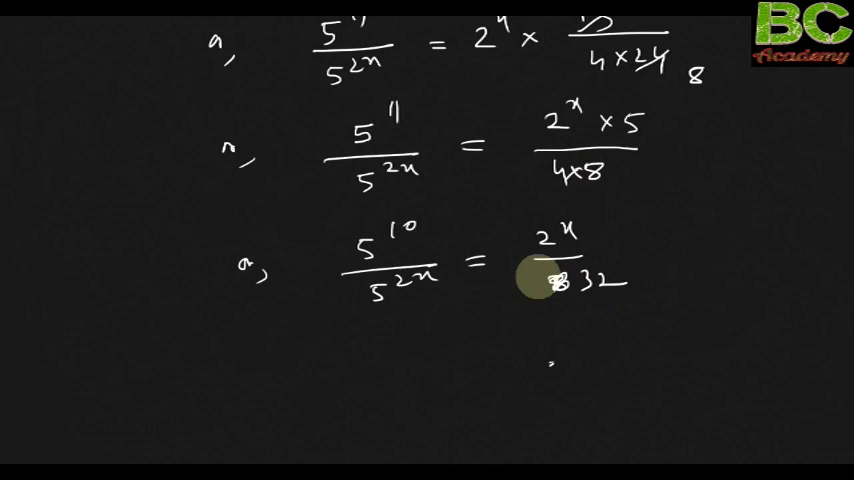 BC
Academy
a, 5^11 / 5^2x = 2^x × 15 / 4 × 24 8
n, 5^11 / 5^2x = 2^x × 5 / 4×8
n, 5^10 / 5^2x = 2^x / 32